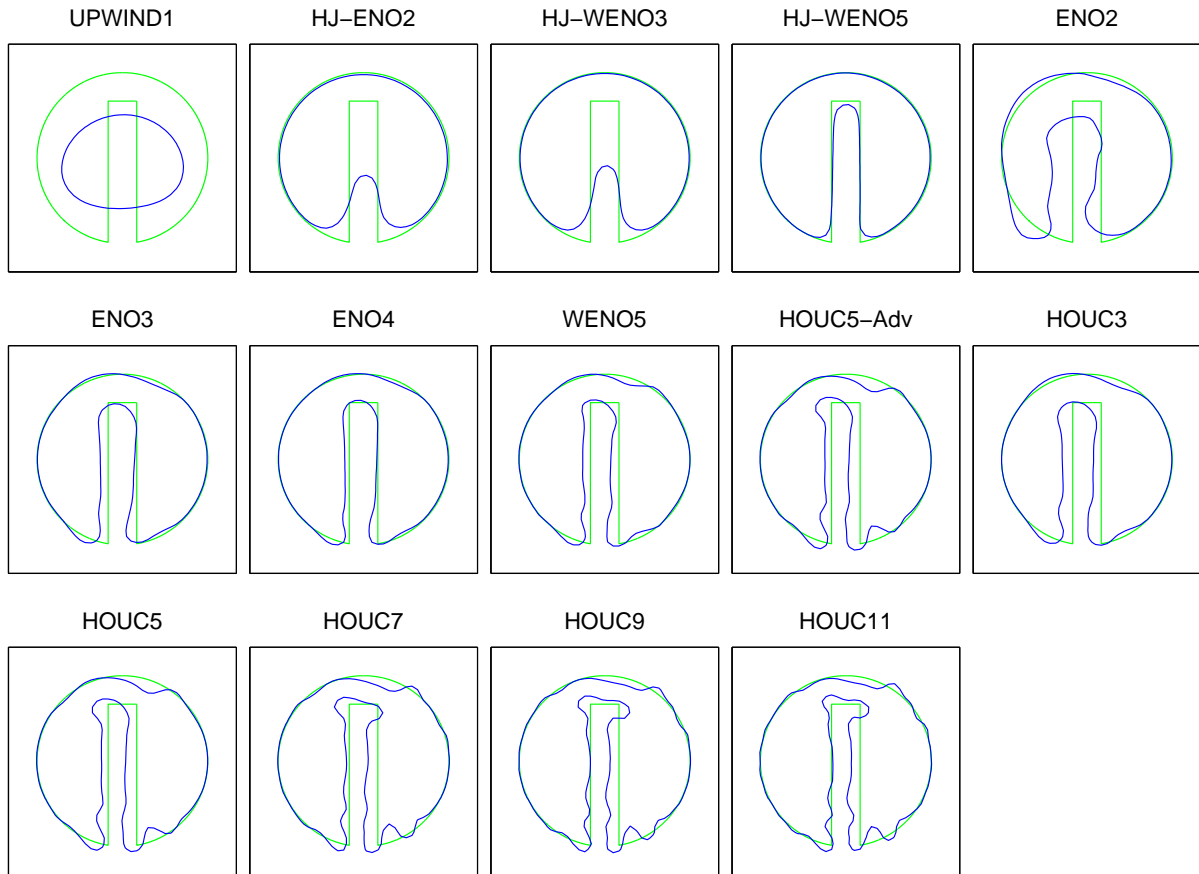 UPWIND1 HJ−ENO2 HJ−WENO3 HJ−WENO5 ENO2
ENO3 ENO4 WENO5 HOUC5−Adv HOUC3
HOUC5 HOUC7 HOUC9 HOUC11